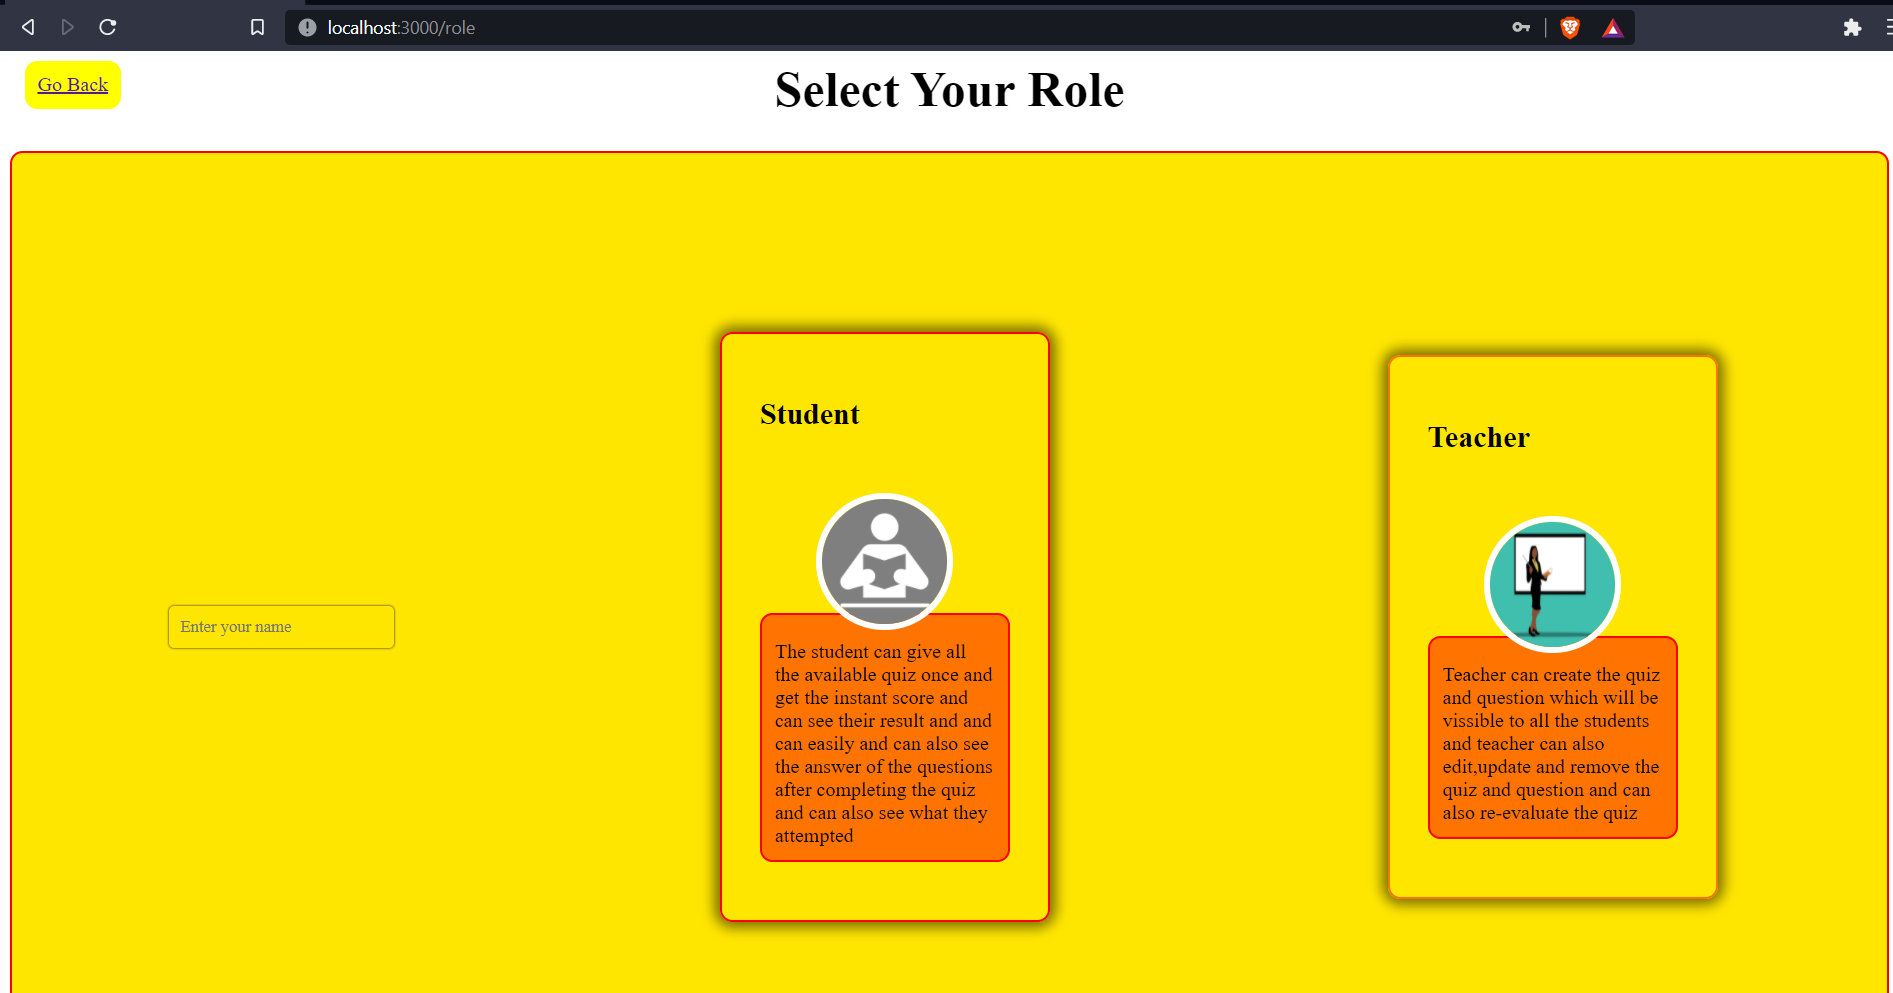 localhost:3000/role
Go Back
Select Your Role
Enter your name
Student
The student can give all
the available quiz once and
get the instant score and
can see their result and and
can easily and can also see
the answer of the questions
after completing the quiz
and can also see what they
attempted
Teacher
Teacher can create the quiz
and question which will be
vissible to all the students
and teacher can also
edit,update and remove the
quiz and question and can
also re-evaluate the quiz